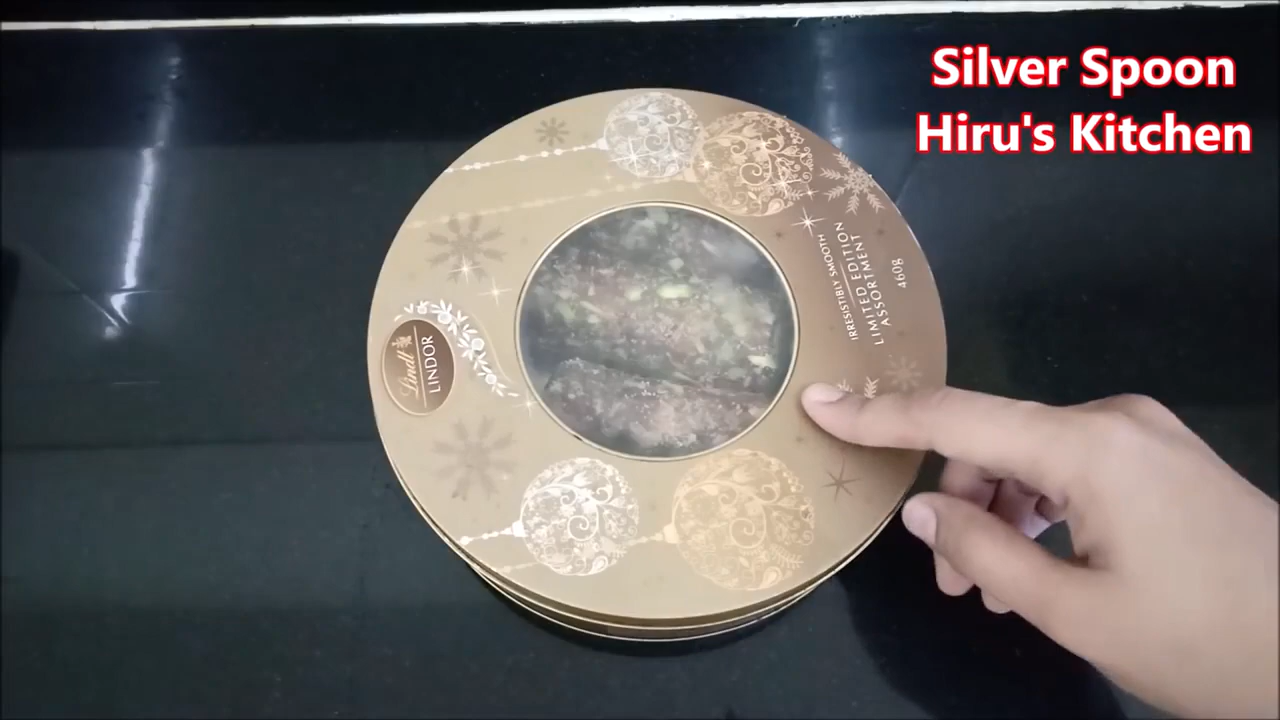 Silver Spoon
Hiru's Kitchen
IRRESISTIBLY SMOOTH
LIMITED EDITION
ASSORTMENT
460g
Lindt
LINDOR